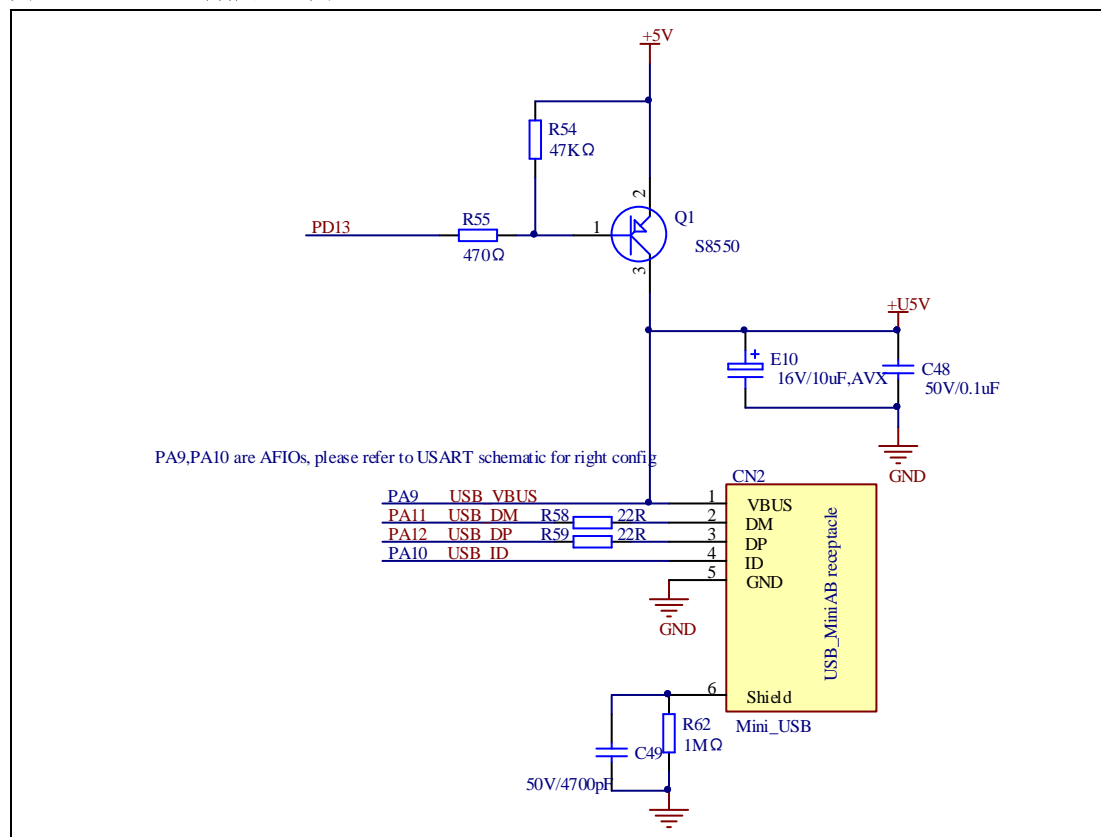 +5V
R54
47KΩ
2
Q1
PD13
R55
1
S8550
470Ω
3
+U5V
E10
16V/10uF,AVX
C48
50V/0.1uF
PA9,PA10 are AFIOs, please refer to USART schematic for right config
GND
CN2
PA9 USB_VBUS 1 VBUS
PA11 USB_DM R58 22R 2 DM
PA12 USB_DP R59 22R 3 DP
PA10 USB_ID 4 ID
5 GND
GND
USB_MiniAB receptacle
6 Shield
Mini_USB
R62
1MΩ
C49
50V/4700pF